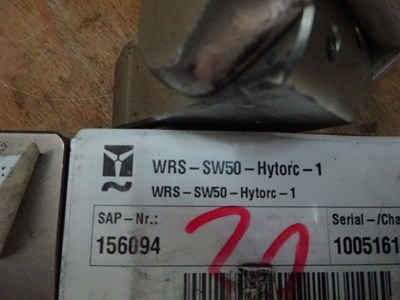 WRS-SW50-Hytorc-1
WRS-SW50-Hytorc-1
SAP-Nr.: Serial-/Cha
156094 1005161